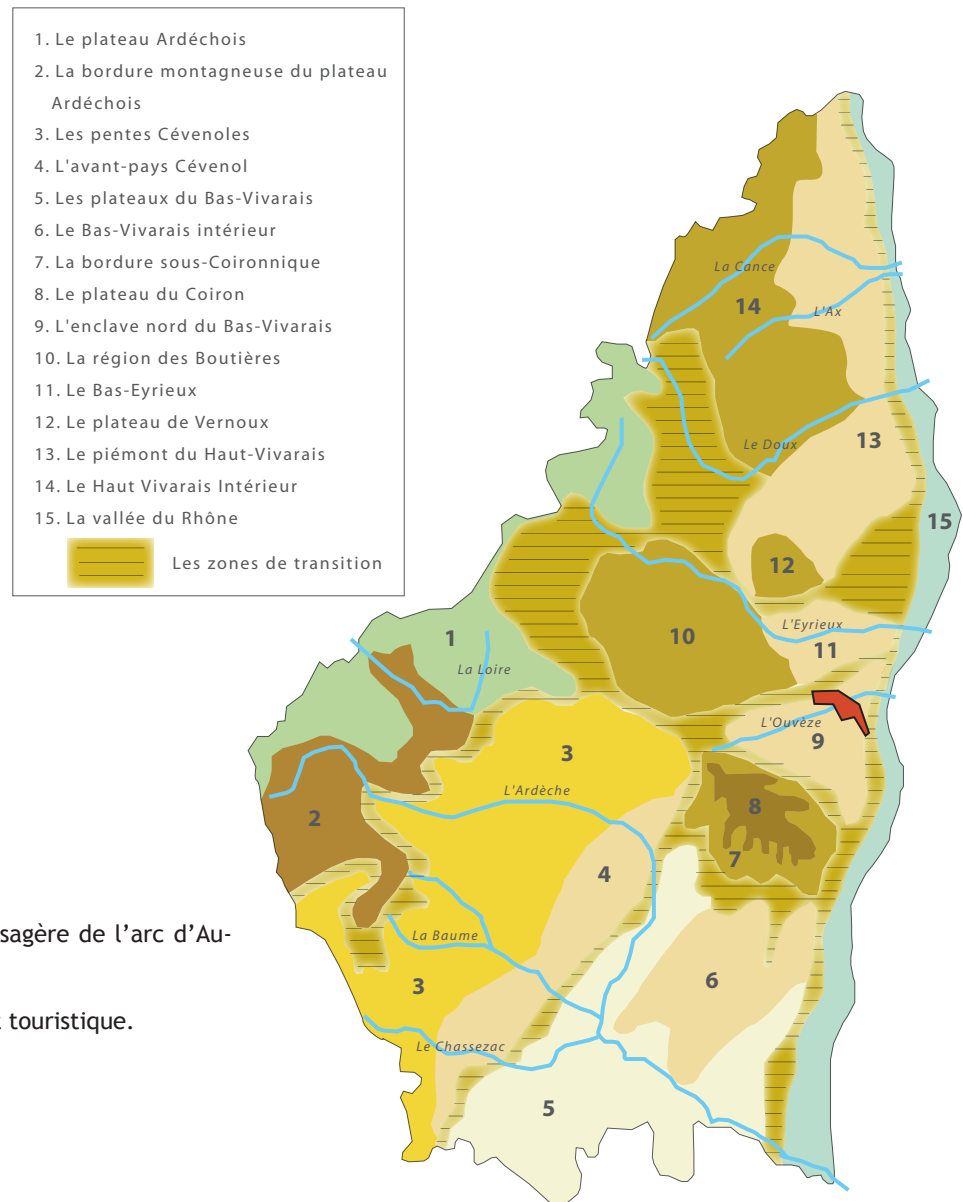 1. Le plateau Ardéchois
2. La bordure montagneuse du plateau
Ardéchois
3. Les pentes Cévenoles
4. L'avant-pays Cévenol
5. Les plateaux du Bas-Vivarais
6. Le Bas-Vivarais intérieur
7. La bordure sous-Coironnique
8. Le plateau du Coiron
9. L'enclave nord du Bas-Vivarais
10. La région des Boutières
11. Le Bas-Eyrieux
12. Le plateau de Vernoux
13. Le piémont du Haut-Vivarais
14. Le Haut Vivarais Intérieur
15. La vallée du Rhône
Les zones de transition
La Cance
14
L'Ax
Le Doux
13
15
12
L'Eyrieux
10
11
1
La Loire
L'Ouvèze
9
3
L'Ardèche
8
2
7
4
La Baume
6
3
Le Chassezac
5
sagère de l’arc d’Au-
touristique.